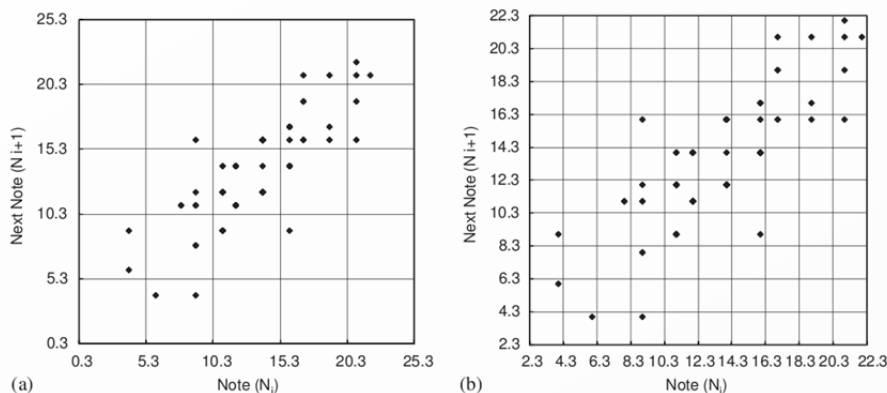 25.3
20.3
15.3
10.3
5.3
0.3
Next Note (N i+1)
0.3 5.3 10.3 15.3 20.3 25.3
(a) Note (Ni)
22.3
20.3
18.3
16.3
14.3
12.3
10.3
8.3
6.3
4.3
2.3
Next Note (N i+1)
2.3 4.3 6.3 8.3 10.3 12.3 14.3 16.3 18.3 20.3 22.3
(b) Note (Ni)